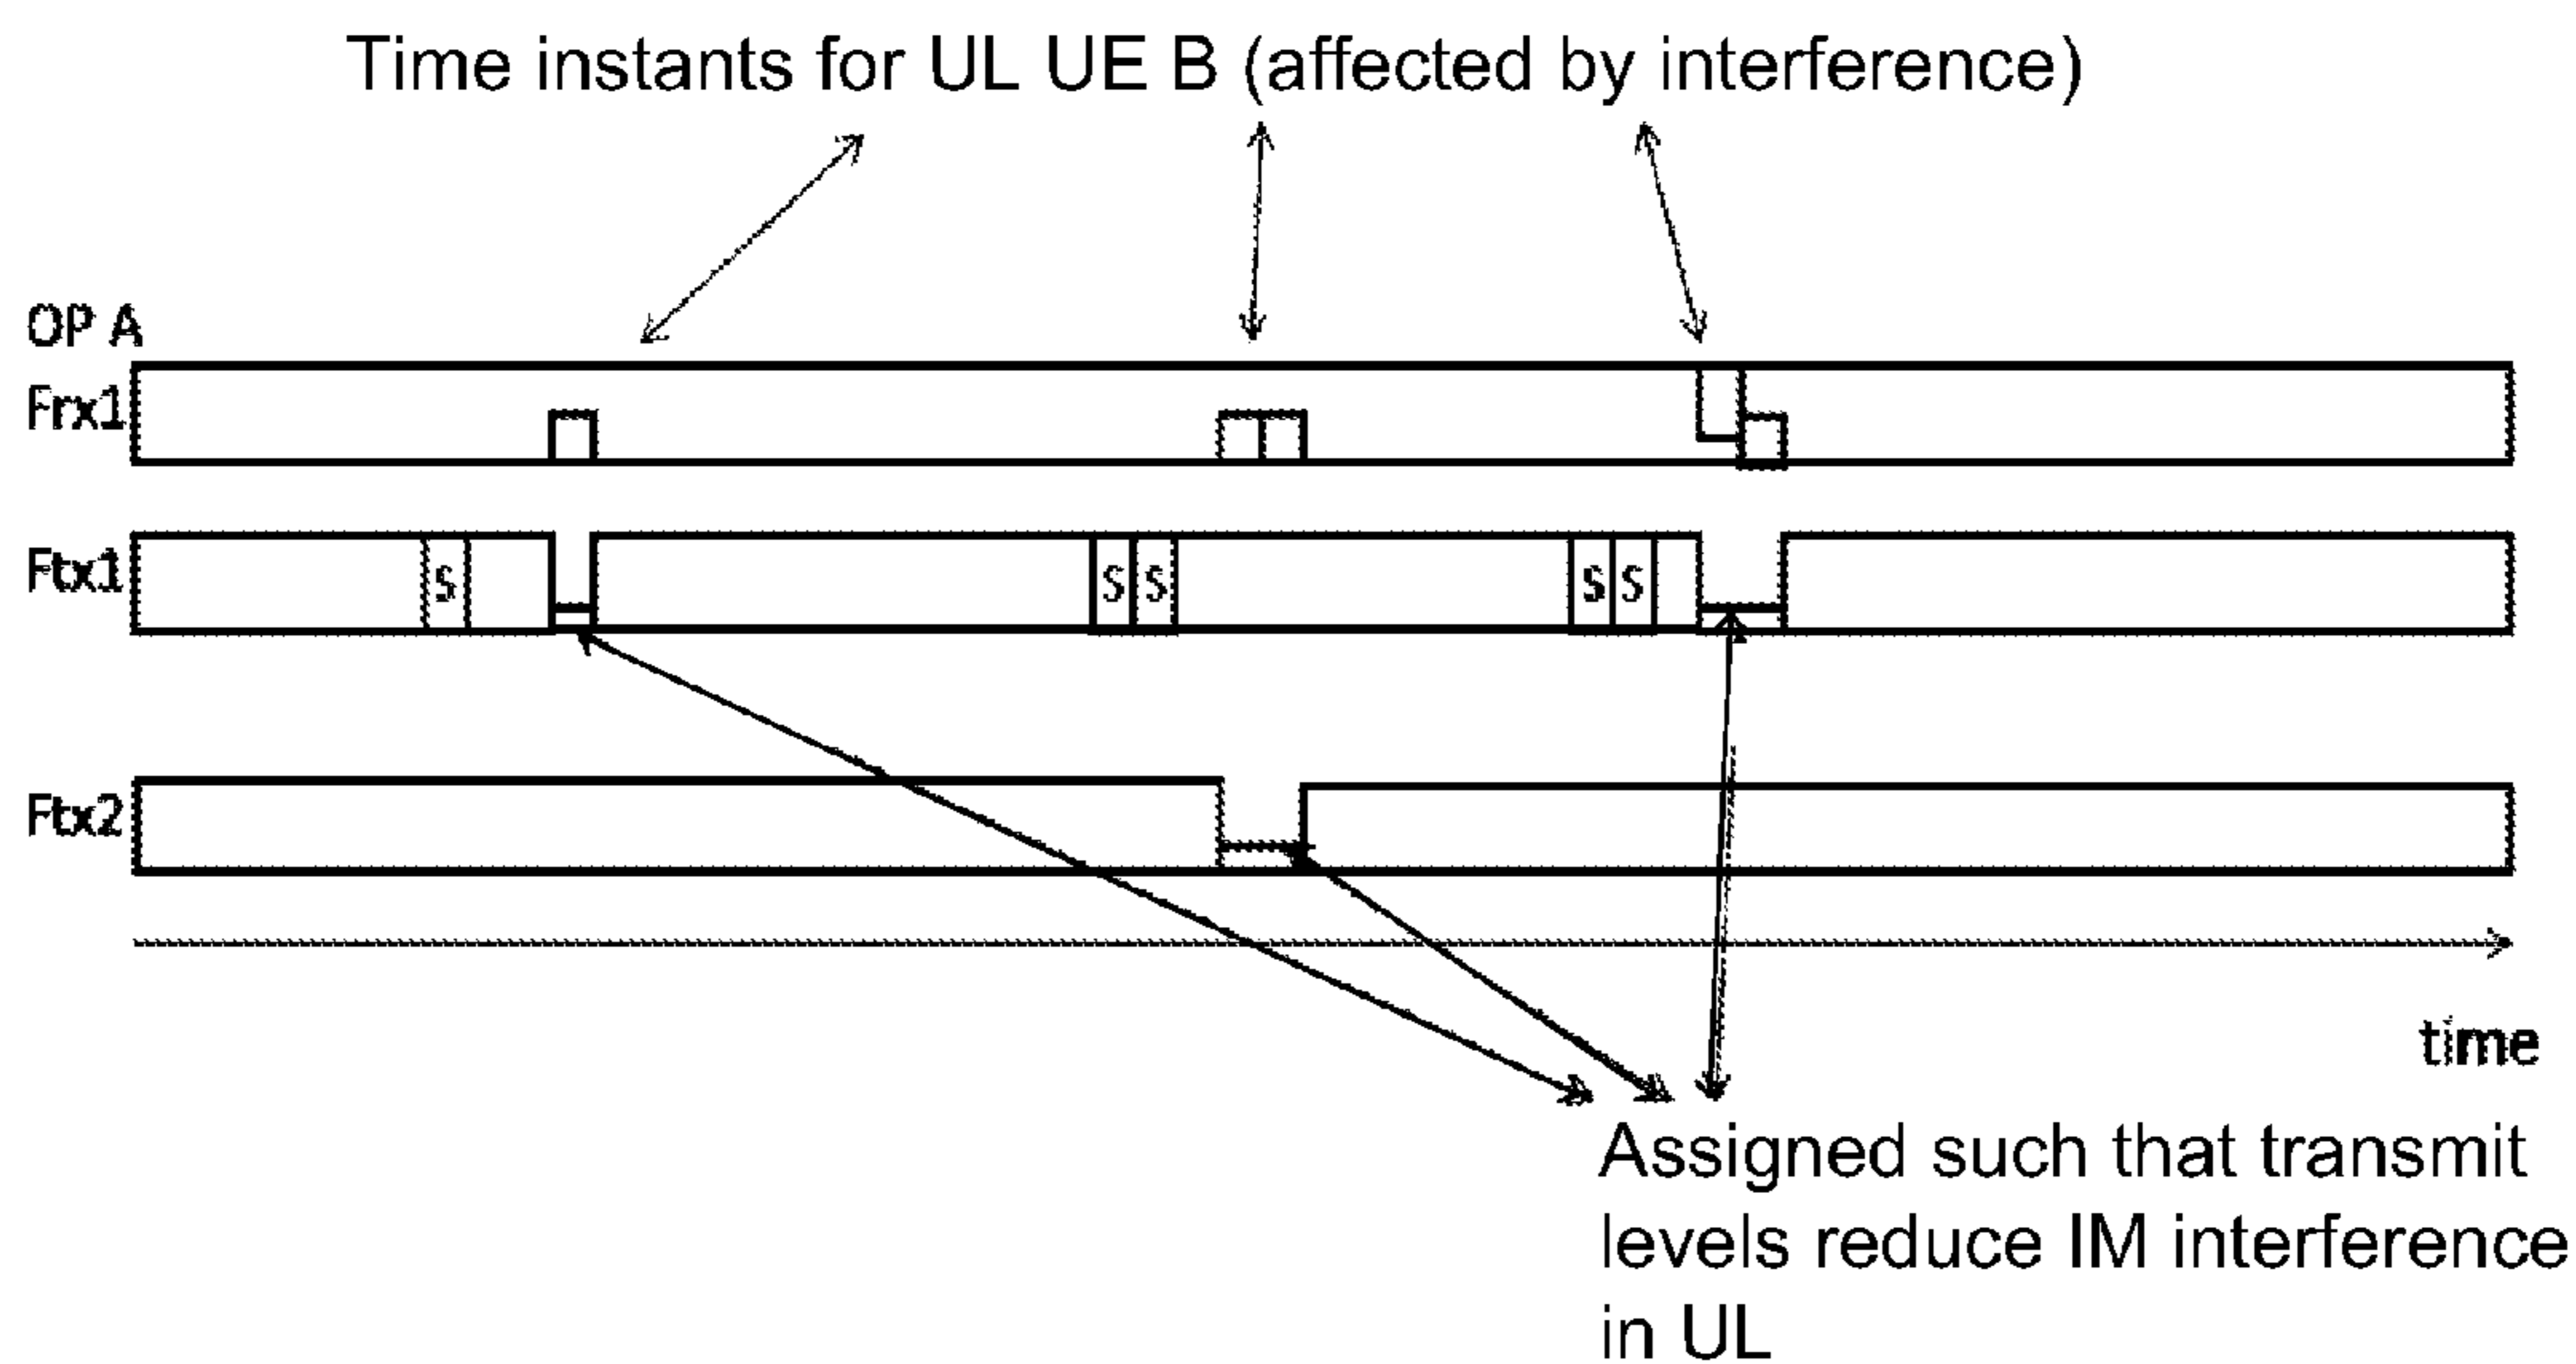 Time instants for UL UE B (affected by interference)
OP A
Frx1
Ftx1
S
S S
S S
Ftx2
time
Assigned such that transmit
levels reduce IM interference
in UL